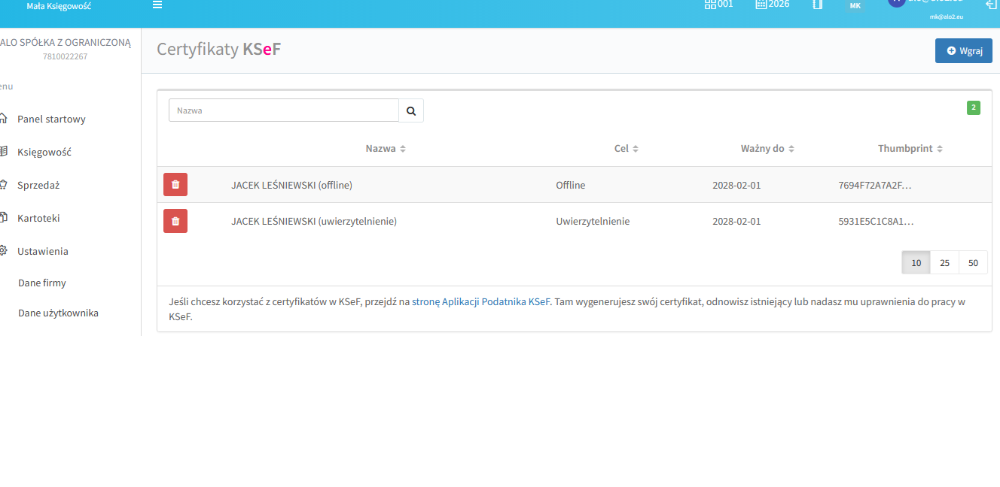 Mała Księgowość
001
2026
MK
mk@alo2.eu
ALO SPÓŁKA Z OGRANICZONĄ
7810022267
enu
Panel startowy
Księgowość
Sprzedaż
Kartoteki
Ustawienia
Dane firmy
Dane użytkownika
Certyfikaty KSeF
Wgraj
Nazwa
2
Nazwa Cel Ważny do Thumbprint
JACEK LEŚNIEWSKI (offline) Offline 2028-02-01 7694F72A7A2F…
JACEK LEŚNIEWSKI (uwierzytelnienie) Uwierzytelnienie 2028-02-01 5931E5C1C8A1…
10 25 50
Jeśli chcesz korzystać z certyfikatów w KSeF, przejdź na stronę Aplikacji Podatnika KSeF. Tam wygenerujesz swój certyfikat, odnowisz istniejący lub nadasz mu uprawnienia do pracy w
KSeF.